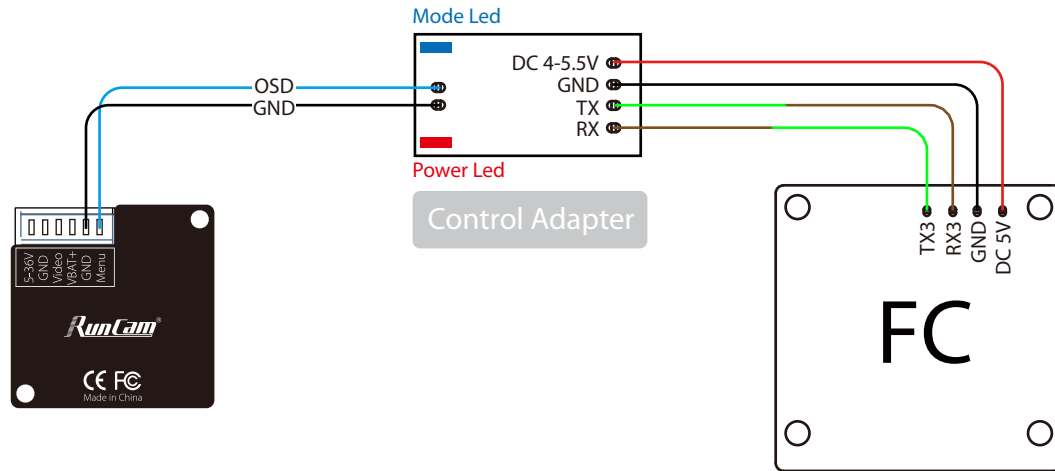 Mode Led
DC 4-5.5V
GND
TX
RX
OSD
GND
Power Led
Control Adapter
5-36V
GND
Video
VBAT+
GND
Menu
RunCam®
CE FC
Made in China
TX3
RX3
GND
DC 5V
FC